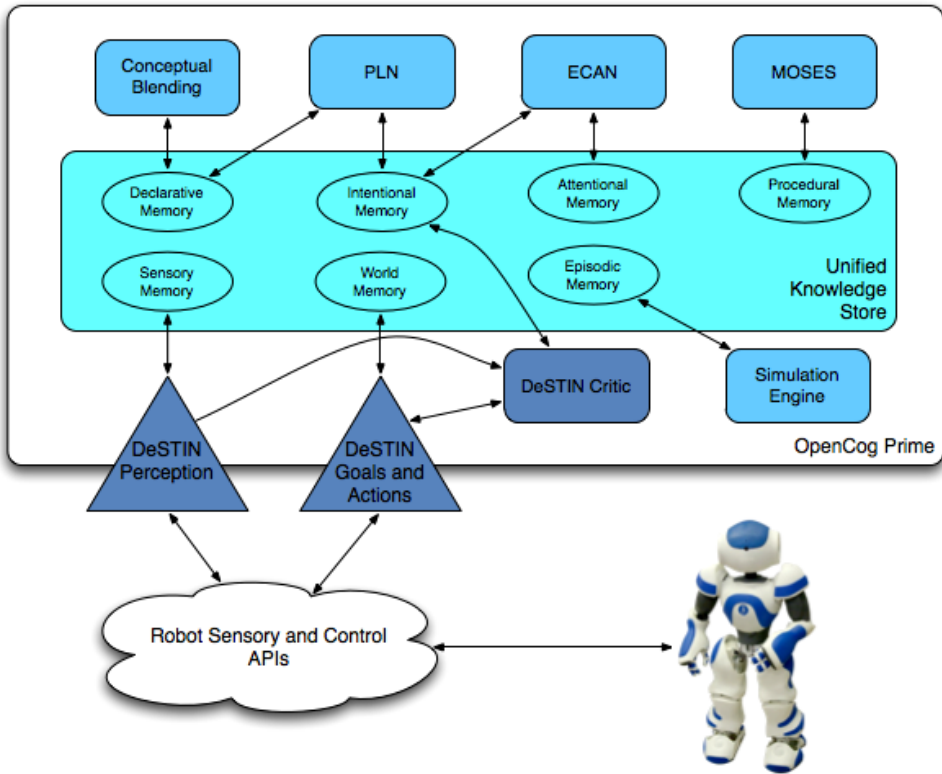 Conceptual
Blending
PLN
ECAN
MOSES
Declarative
Memory
Intentional
Memory
Attentional
Memory
Procedural
Memory
Sensory
Memory
World
Memory
Episodic
Memory
Unified
Knowledge
Store
DeSTIN Critic
Simulation
Engine
OpenCog Prime
DeSTIN
Perception
DeSTIN
Goals and
Actions
Robot Sensory and Control
APIs